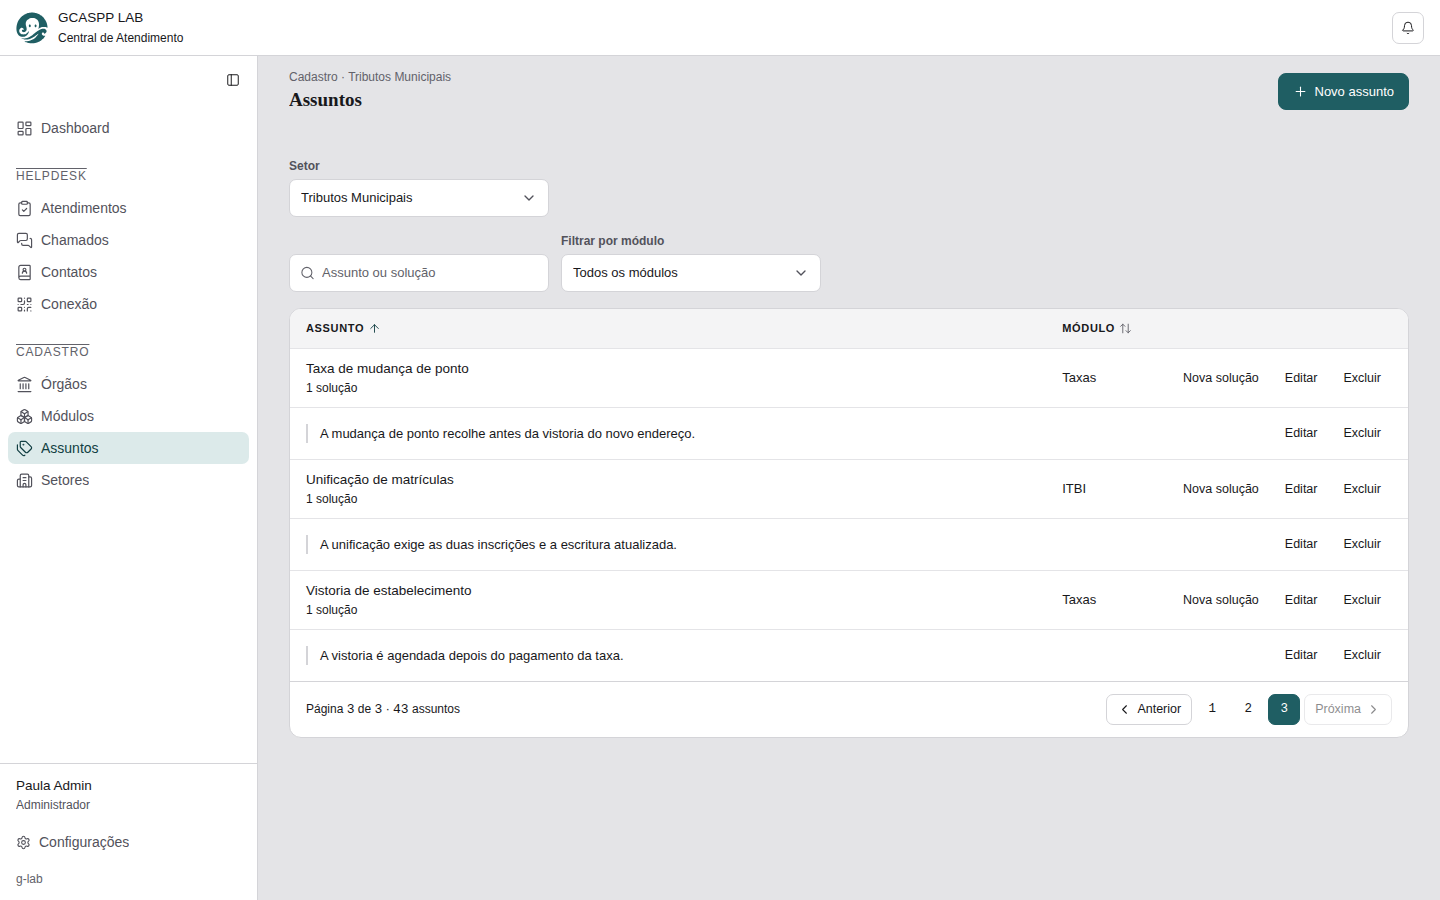 GCASPP LAB
Central de Atendimento
Dashboard
HELPDESK
Atendimentos
Chamados
Contatos
Conexão
CADASTRO
Órgãos
Módulos
Assuntos
Setores
Paula Admin
Administrador
Configurações
g-lab
Cadastro · Tributos Municipais
Assuntos
Novo assunto
Setor
Tributos Municipais
Filtrar por módulo
Assunto ou solução
Todos os módulos
ASSUNTO MÓDULO
Taxa de mudança de ponto
1 solução
Taxas Nova solução Editar Excluir
A mudança de ponto recolhe antes da vistoria do novo endereço. Editar Excluir
Unificação de matrículas
1 solução
ITBI Nova solução Editar Excluir
A unificação exige as duas inscrições e a escritura atualizada. Editar Excluir
Vistoria de estabelecimento
1 solução
Taxas Nova solução Editar Excluir
A vistoria é agendada depois do pagamento da taxa. Editar Excluir
Página 3 de 3 · 43 assuntos Anterior 1 2 3 Próxima